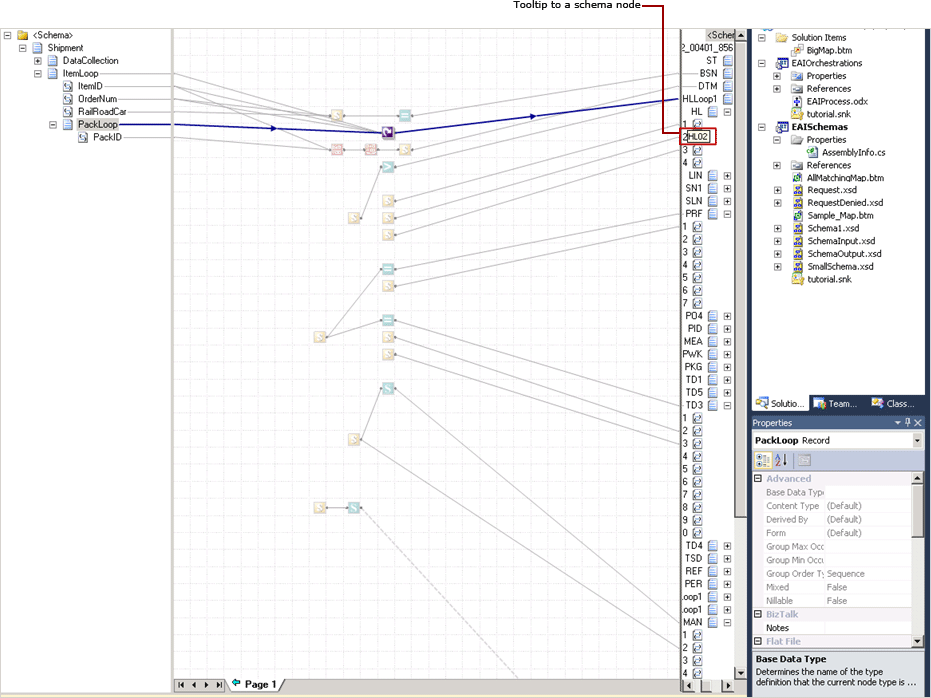 Tooltip to a schema node
<Schema>
Shipment
DataCollection
ItemLoop
ItemID
OrderNum
RailRoadCar
PackLoop
PackID
Page 1
<Scher
2_00401_856
ST
BSN
DTM
HLLoop1
HL
1
2 HL02
3
4
LIN
SN1
SLN
PRF
1
2
3
4
5
6
7
PO4
PID
MEA
PWK
PKG
TD1
TD5
TD3
1
2
3
4
5
6
7
8
9
0
TD4
TSD
REF
PER
oop1
oop1
MAN
1
2
3
4
Solution Items
BigMap.btm
EAIOrchestrations
Properties
References
EAIProcess.odx
tutorial.snk
EAISchemas
Properties
AssemblyInfo.cs
References
AllMatchingMap.btm
Request.xsd
RequestDenied.xsd
Sample_Map.btm
Schema1.xsd
SchemaInput.xsd
SchemaOutput.xsd
SmallSchema.xsd
tutorial.snk
Solutio... Team... Class...
Properties
PackLoop Record
Advanced
Base Data Type
Content Type (Default)
Derived By (Default)
Form (Default)
Group Max Occ
Group Min Occu
Group Order Ty Sequence
Mixed False
Nillable False
BizTalk
Notes
Flat File
Base Data Type
Determines the name of the type
definition that the current node type is ...